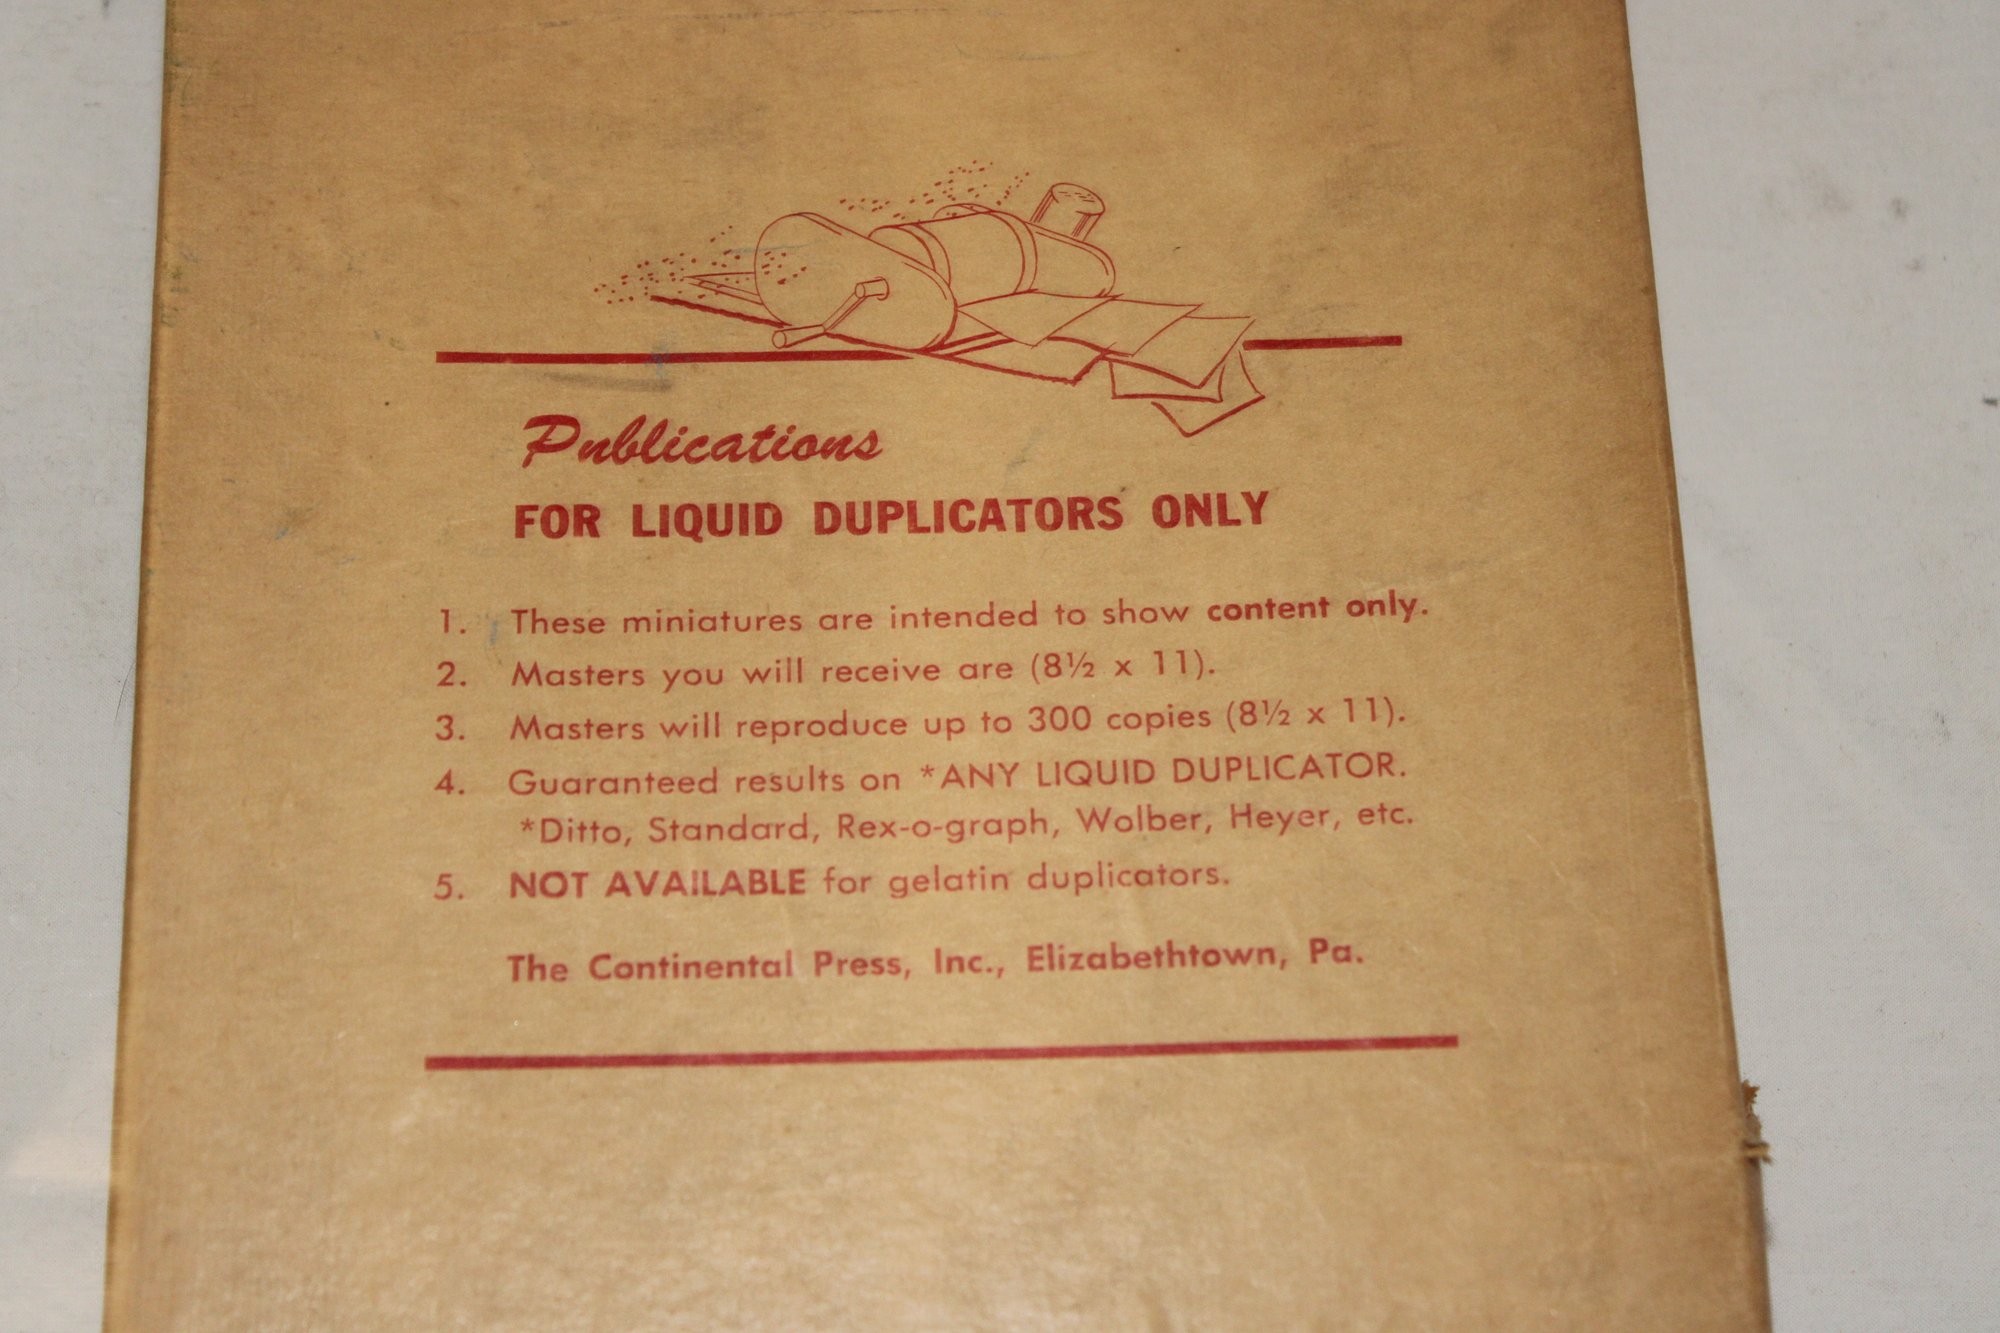 Publications
FOR LIQUID DUPLICATORS ONLY
1. These miniatures are intended to show content only.
2. Masters you will receive are (8½ x 11).
3. Masters will reproduce up to 300 copies (8½ x 11).
4. Guaranteed results on *ANY LIQUID DUPLICATOR.
*Ditto, Standard, Rex-o-graph, Wolber, Heyer, etc.
5. NOT AVAILABLE for gelatin duplicators.
The Continental Press, Inc., Elizabethtown, Pa.